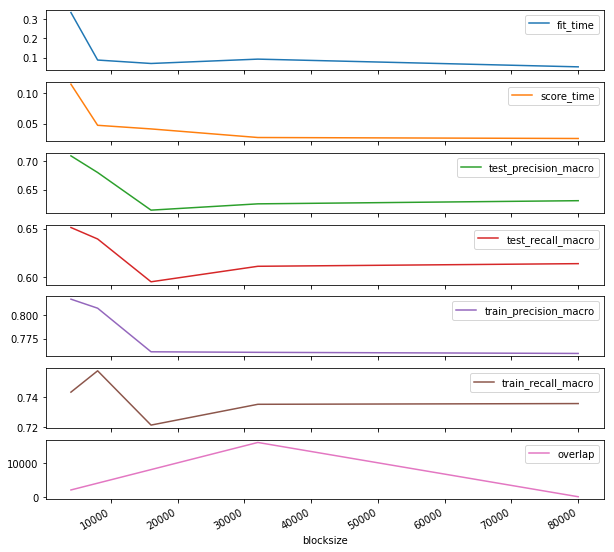 0.3
0.2
0.1
fit_time
0.10
0.05
score_time
0.70
0.65
test_precision_macro
0.65
0.60
test_recall_macro
0.800
0.775
train_precision_macro
0.74
0.72
train_recall_macro
10000
0
overlap
10000 20000 30000 40000 50000 60000 70000 80000
blocksize